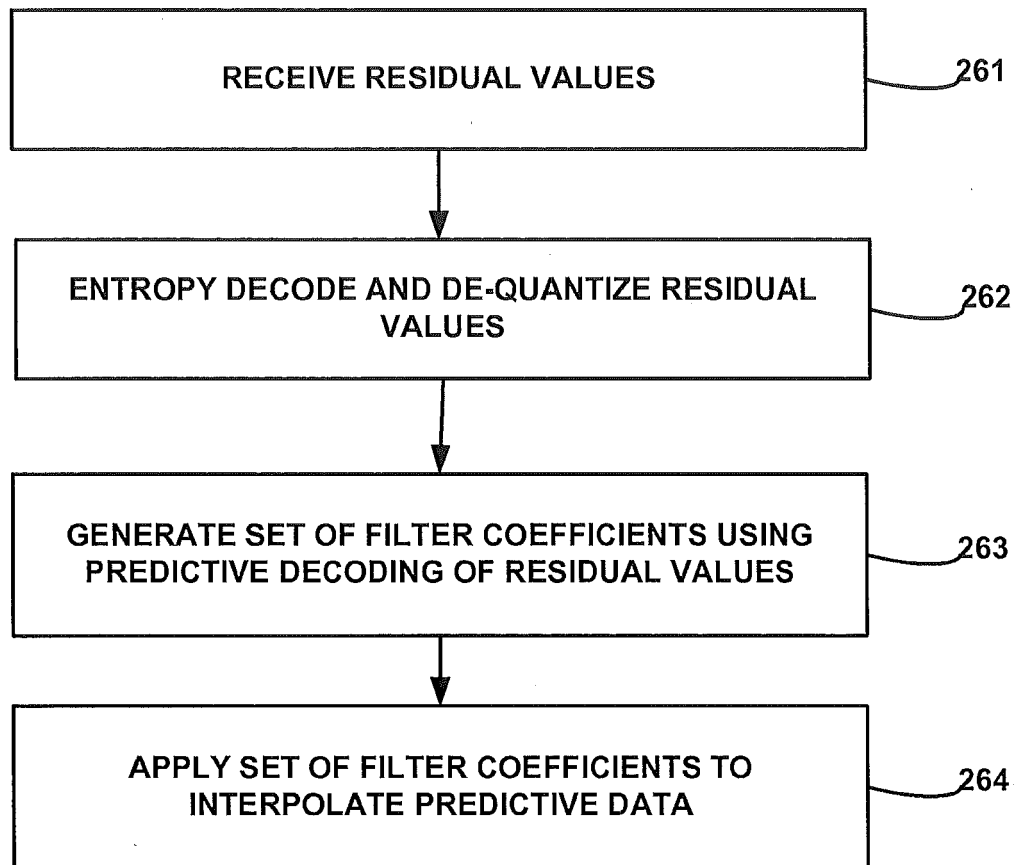 RECEIVE RESIDUAL VALUES
261
ENTROPY DECODE AND DE-QUANTIZE RESIDUAL
VALUES
262
GENERATE SET OF FILTER COEFFICIENTS USING
PREDICTIVE DECODING OF RESIDUAL VALUES
263
APPLY SET OF FILTER COEFFICIENTS TO
INTERPOLATE PREDICTIVE DATA
264